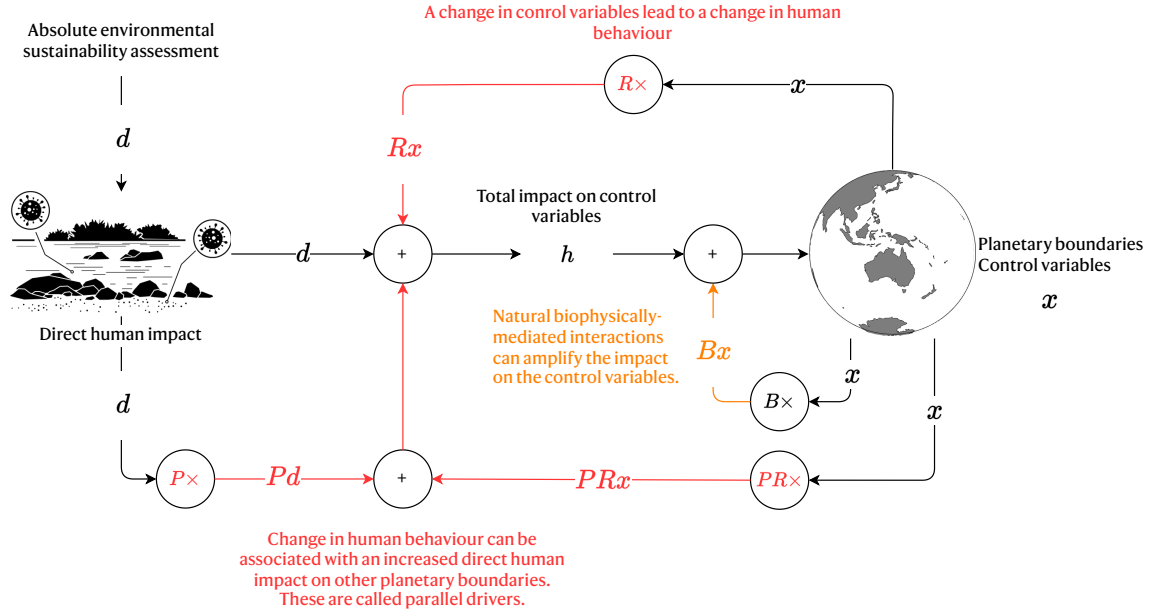 A change in conrol variables lead to a change in human
behaviour
Absolute environmental
sustainability assessment
R×
x
d
Rx
Total impact on control
variables
d
+
h
+
Planetary boundaries
Control variables
x
Direct human impact
Natural biophysically-
mediated interactions
can amplify the impact
on the control variables.
Bx
x
B×
d
x
P×
Pd
+
PRx
PR×
Change in human behaviour can be
associated with an increased direct human
impact on other planetary boundaries.
These are called parallel drivers.